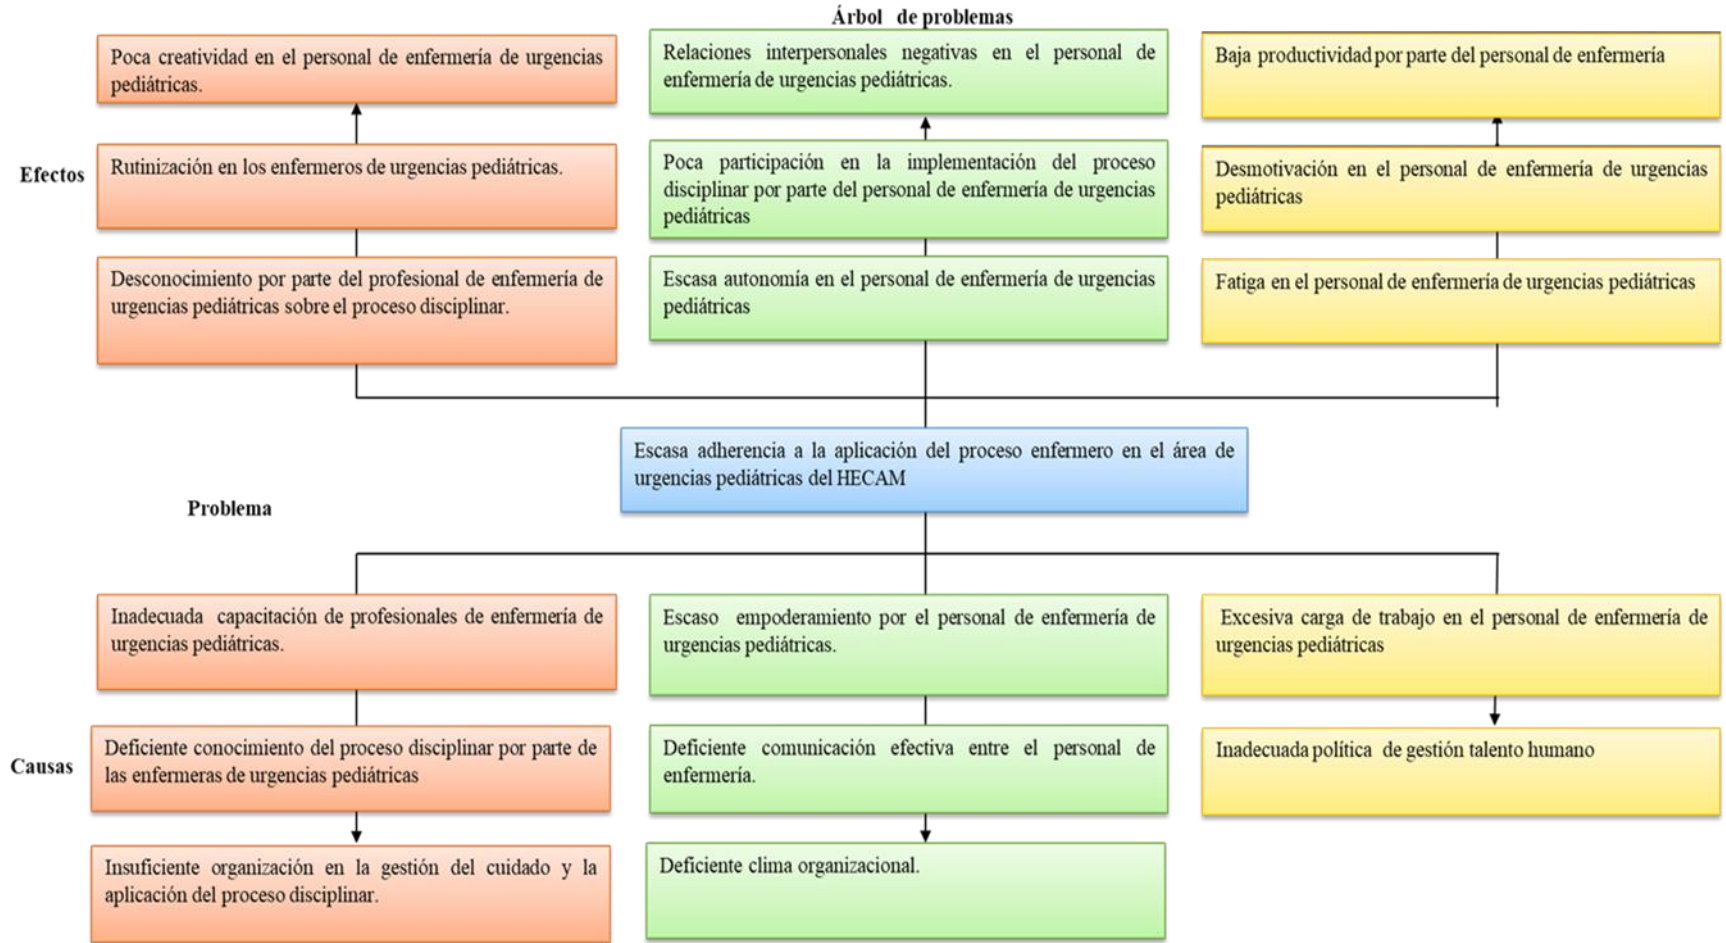 Árbol de problemas
Poca creatividad en el personal de enfermería de urgencias
pediátricas.
Relaciones interpersonales negativas en el personal de
enfermería de urgencias pediátricas.
Baja productividad por parte del personal de enfermería
Efectos
Rutinización en los enfermeros de urgencias pediátricas.
Poca participación en la implementación del proceso
disciplinar por parte del personal de enfermería de urgencias
pediátricas
Desmotivación en el personal de enfermería de urgencias
pediátricas
Desconocimiento por parte del profesional de enfermería de
urgencias pediátricas sobre el proceso disciplinar.
Escasa autonomía en el personal de enfermería de urgencias
pediátricas
Fatiga en el personal de enfermería de urgencias pediátricas
Escasa adherencia a la aplicación del proceso enfermero en el área de
urgencias pediátricas del HECAM
Problema
Inadecuada capacitación de profesionales de enfermería de
urgencias pediátricas.
Escaso empoderamiento por el personal de enfermería de
urgencias pediátricas.
Excesiva carga de trabajo en el personal de enfermería de
urgencias pediátricas
Causas
Deficiente conocimiento del proceso disciplinar por parte de
las enfermeras de urgencias pediátricas
Deficiente comunicación efectiva entre el personal de
enfermería.
Inadecuada política de gestión talento humano
Insuficiente organización en la gestión del cuidado y la
aplicación del proceso disciplinar.
Deficiente clima organizacional.